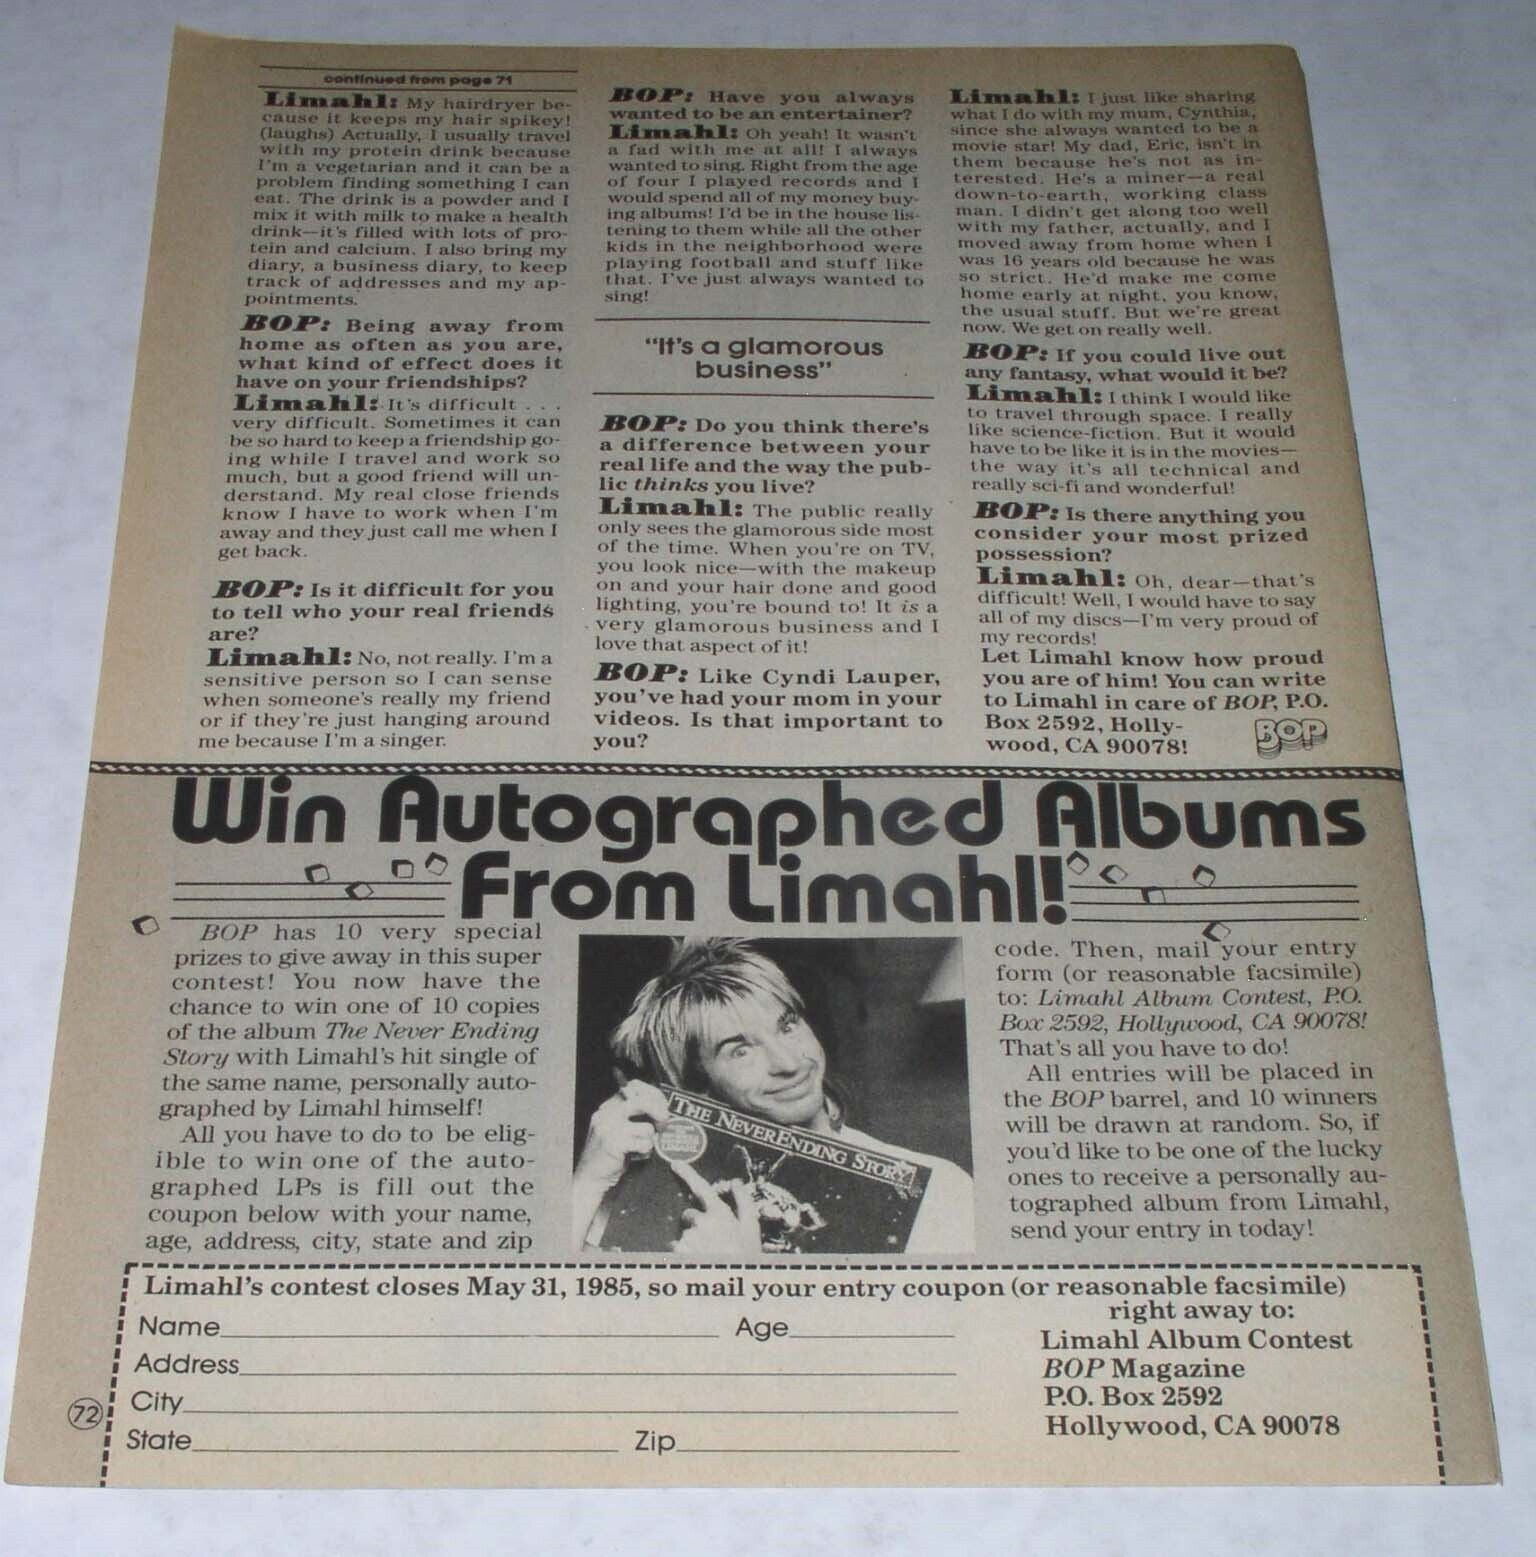 continued from page 71
Limahl: My hairdryer be-
cause it keeps my hair spikey!
(laughs) Actually, I usually travel
with my protein drink because
I'm a vegetarian and it can be a
problem finding something I can
eat. The drink is a powder and I
mix it with milk to make a health
drink—it's filled with lots of pro-
tein and calcium. I also bring my
diary, a business diary, to keep
track of addresses and my ap-
pointments.
BOP: Being away from
home as often as you are,
what kind of effect does it
have on your friendships?
Limahl: It's difficult . . .
very difficult. Sometimes it can
be so hard to keep a friendship go-
ing while I travel and work so
much, but a good friend will un-
derstand. My real close friends
know I have to work when I'm
away and they just call me when I
get back.
BOP: Is it difficult for you
to tell who your real friends
are?
Limahl: No, not really. I'm a
sensitive person so I can sense
when someone's really my friend
or if they're just hanging around
me because I'm a singer.
BOP: Have you always
wanted to be an entertainer?
Limahl: Oh yeah! It wasn't
a fad with me at all! I always
wanted to sing. Right from the age
of four I played records and I
would spend all of my money buy-
ing albums! I'd be in the house lis-
tening to them while all the other
kids in the neighborhood were
playing football and stuff like
that. I've just always wanted to
sing!
"It's a glamorous
business"
BOP: Do you think there's
a difference between your
real life and the way the pub-
lic thinks you live?
Limahl: The public really
only sees the glamorous side most
of the time. When you're on TV,
you look nice—with the makeup
on and your hair done and good
lighting, you're bound to! It is a
very glamorous business and I
love that aspect of it!
BOP: Like Cyndi Lauper,
you've had your mom in your
videos. Is that important to
you?
Limahl: I just like sharing
what I do with my mum, Cynthia,
since she always wanted to be a
movie star! My dad, Eric, isn't in
them because he's not as in-
terested. He's a miner—a real
down-to-earth, working class
man. I didn't get along too well
with my father, actually, and I
moved away from home when I
was 16 years old because he was
so strict. He'd make me come
home early at night, you know,
the usual stuff. But we're great
now. We get on really well.
BOP: If you could live out
any fantasy, what would it be?
Limahl: I think I would like
to travel through space. I really
like science-fiction. But it would
have to be like it is in the movies—
the way it's all technical and
really sci-fi and wonderful!
BOP: Is there anything you
consider your most prized
possession?
Limahl: Oh, dear—that's
difficult! Well, I would have to say
all of my discs—I'm very proud of
my records!
Let Limahl know how proud
you are of him! You can write
to Limahl in care of BOP, P.O.
Box 2592, Holly-
wood, CA 90078!
BOP
Win Autographed Albums
From Limahl!
BOP has 10 very special
prizes to give away in this super
contest! You now have the
chance to win one of 10 copies
of the album The Never Ending
Story with Limahl's hit single of
the same name, personally auto-
graphed by Limahl himself!
All you have to do to be elig-
ible to win one of the auto-
graphed LPs is fill out the
coupon below with your name,
age, address, city, state and zip
THE NEVERENDING STORY
code. Then, mail your entry
form (or reasonable facsimile)
to: Limahl Album Contest, P.O.
Box 2592, Hollywood, CA 90078!
That's all you have to do!
All entries will be placed in
the BOP barrel, and 10 winners
will be drawn at random. So, if
you'd like to be one of the lucky
ones to receive a personally au-
tographed album from Limahl,
send your entry in today!
Limahl's contest closes May 31, 1985, so mail your entry coupon (or reasonable facsimile)
right away to:
Name Age
Address
City
State Zip
Limahl Album Contest
BOP Magazine
P.O. Box 2592
Hollywood, CA 90078
72